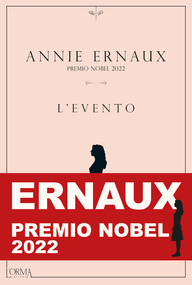 ANNIE ERNAUX
PREMIO NOBEL 2022
L'EVENTO
ERNAUX
PREMIO NOBEL
2022
L'ORMA